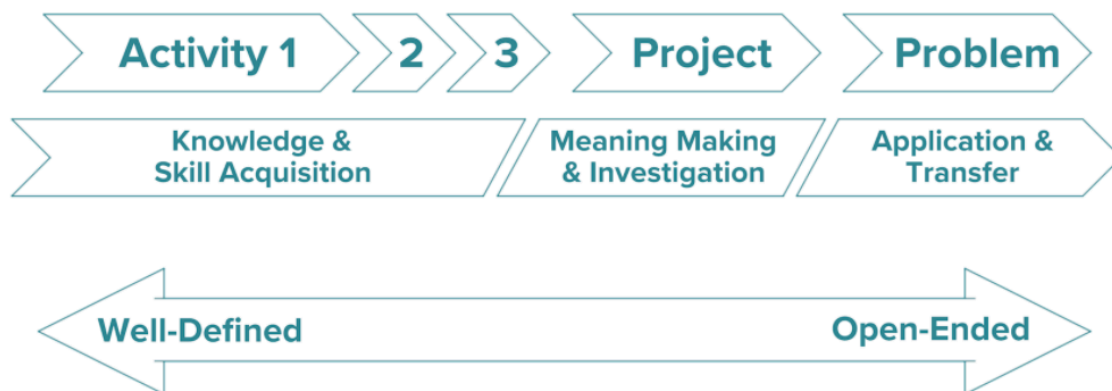 Activity 1 2 3 Project Problem
Knowledge &
Skill Acquisition
Meaning Making
& Investigation
Application &
Transfer
Well-Defined Open-Ended